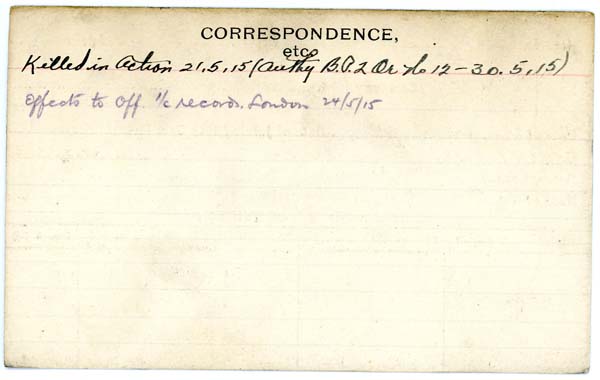 CORRESPONDENCE,
etc.
Killed in Action 21.5.15 (Authy B.O.2 Or. No 12 - 30.5.15)
Effects to Off. i/c records. London 24/5/15